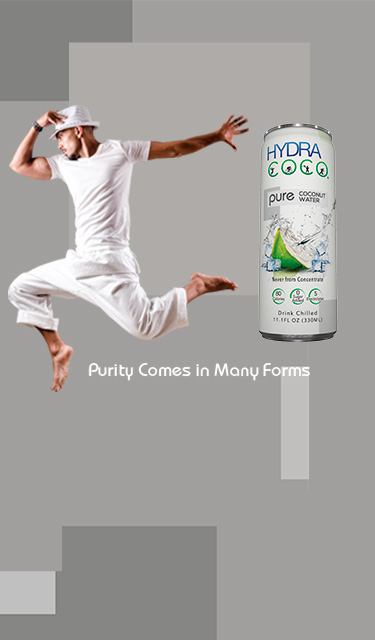 HYDRA
COCO
pure COCONUT
WATER
Never from Concentrate
Drink Chilled
11.1FL OZ (330ML)
Purity Comes in Many Forms